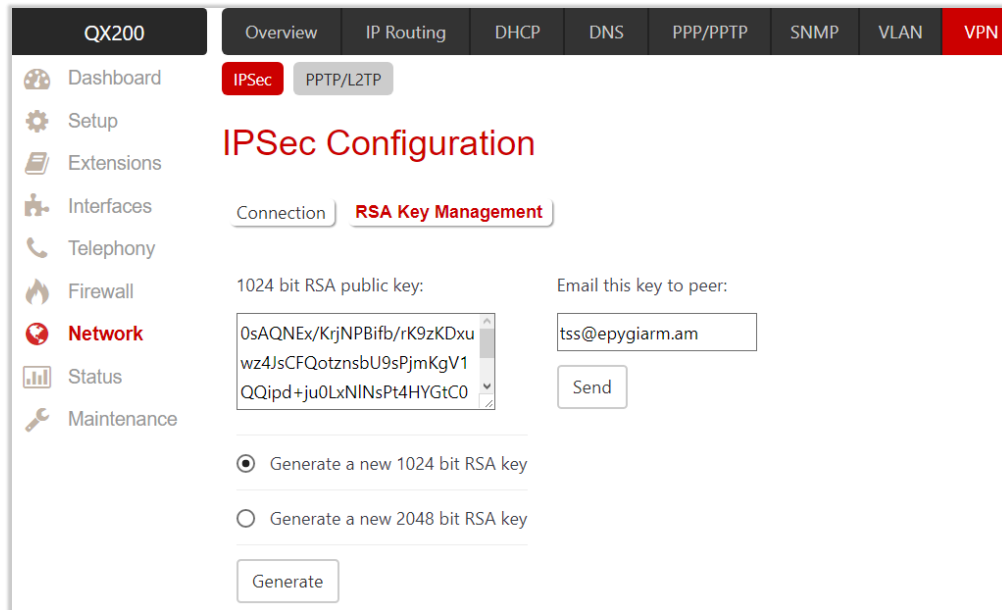 QX200
Overview IP Routing DHCP DNS PPP/PPTP SNMP VLAN VPN
Dashboard
Setup
Extensions
Interfaces
Telephony
Firewall
Network
Status
Maintenance
IPSec PPTP/L2TP
IPSec Configuration
Connection RSA Key Management
1024 bit RSA public key:
0sAQNEx/KrjNPBifb/rK9zKDxu
wz4JsCFQotznsbU9sPjmKgV1
QQipd+ju0LxNlNsPt4HYGtC0
Email this key to peer:
tss@epygiarm.am
Send
Generate a new 1024 bit RSA key
Generate a new 2048 bit RSA key
Generate